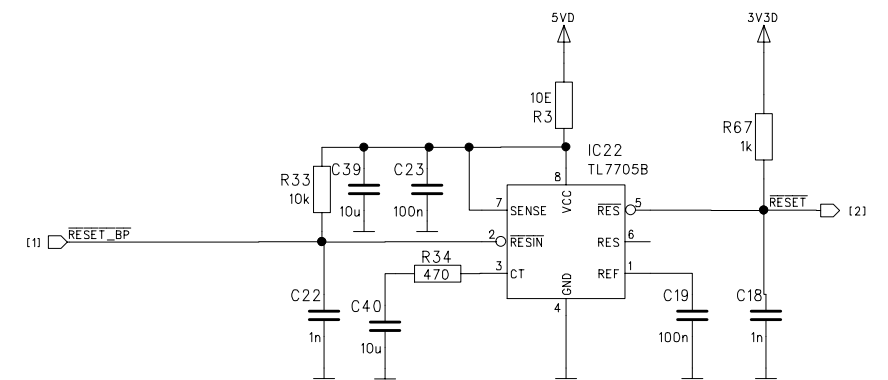 5VD
3V3D
10E
R3
R67
1k
IC22
TL7705B
R33
10k
C39
10u
C23
100n
8
VCC
7
SENSE
RES
5
RESET
[2]
[1]
RESET_BP
2
RESIN
RES
6
R34
470
3
CT
REF
1
GND
4
C22
1n
C40
10u
C19
100n
C18
1n